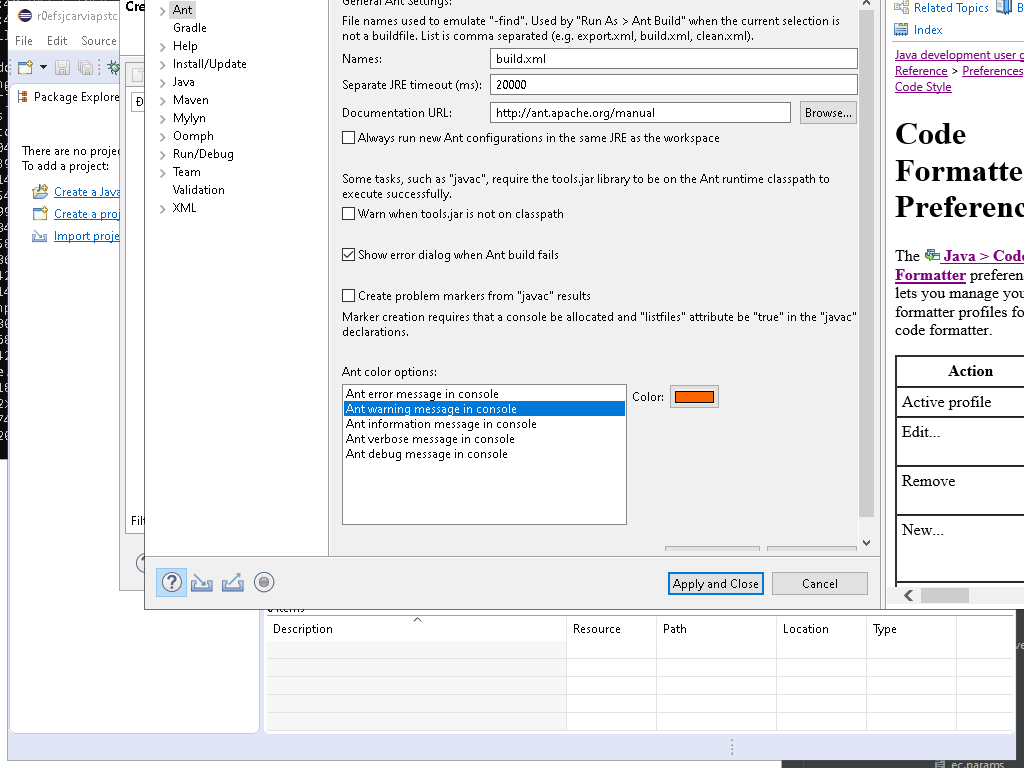 r0efsjcarviapstc
File Edit Source
Package Explore
There are no projec
To add a project:
Create a Java
Create a proj
Import proje
Cre
Filt
Ant
Gradle
Help
Install/Update
Java
Maven
Mylyn
Oomph
Run/Debug
Team
Validation
XML
General Ant Settings:
File names used to emulate "-find". Used by "Run As > Ant Build" when the current selection is
not a buildfile. List is comma separated (e.g. export.xml, build.xml, clean.xml).
Names: build.xml
Separate JRE timeout (ms): 20000
Documentation URL: http://ant.apache.org/manual Browse...
Always run new Ant configurations in the same JRE as the workspace
Some tasks, such as "javac", require the tools.jar library to be on the Ant runtime classpath to
execute successfully.
Warn when tools.jar is not on classpath
Show error dialog when Ant build fails
Create problem markers from "javac" results
Marker creation requires that a console be allocated and "listfiles" attribute be "true" in the "javac"
declarations.
Ant color options:
Ant error message in console
Ant warning message in console
Ant information message in console
Ant verbose message in console
Ant debug message in console
Color:
Apply and Close Cancel
Related Topics B
Index
Java development user g
Reference > Preferences
Code Style
Code
Formatte
Preferenc
The Java > Code
Formatter preferen
lets you manage you
formatter profiles fo
code formatter.
Action
Active profile
Edit...
Remove
New...
0 items
Description Resource Path Location Type
ec.params